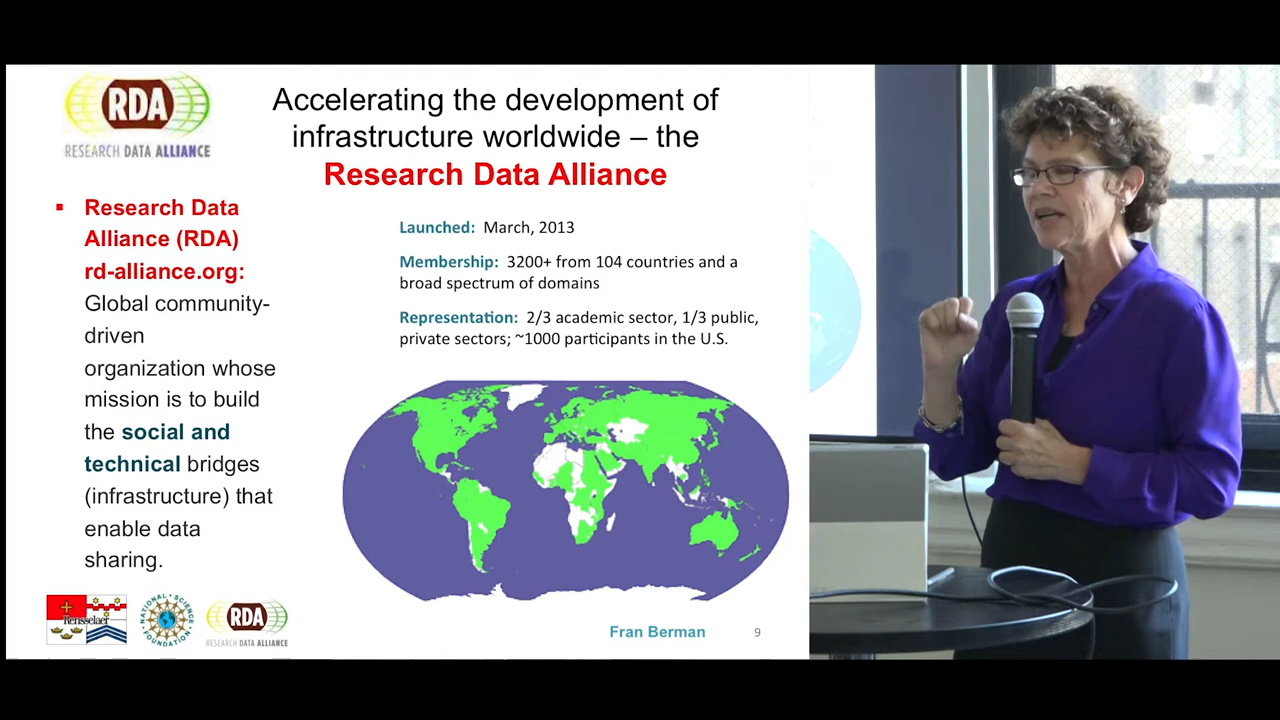 RDA
RESEARCH DATA ALLIANCE
Accelerating the development of
infrastructure worldwide – the
Research Data Alliance
▪ Research Data
Alliance (RDA)
rd-alliance.org:
Global community-
driven
organization whose
mission is to build
the social and
technical bridges
(infrastructure) that
enable data
sharing.
Launched: March, 2013
Membership: 3200+ from 104 countries and a
broad spectrum of domains
Representation: 2/3 academic sector, 1/3 public,
private sectors; ~1000 participants in the U.S.
Rensselaer
NATIONAL SCIENCE FOUNDATION
RDA
RESEARCH DATA ALLIANCE
Fran Berman
9